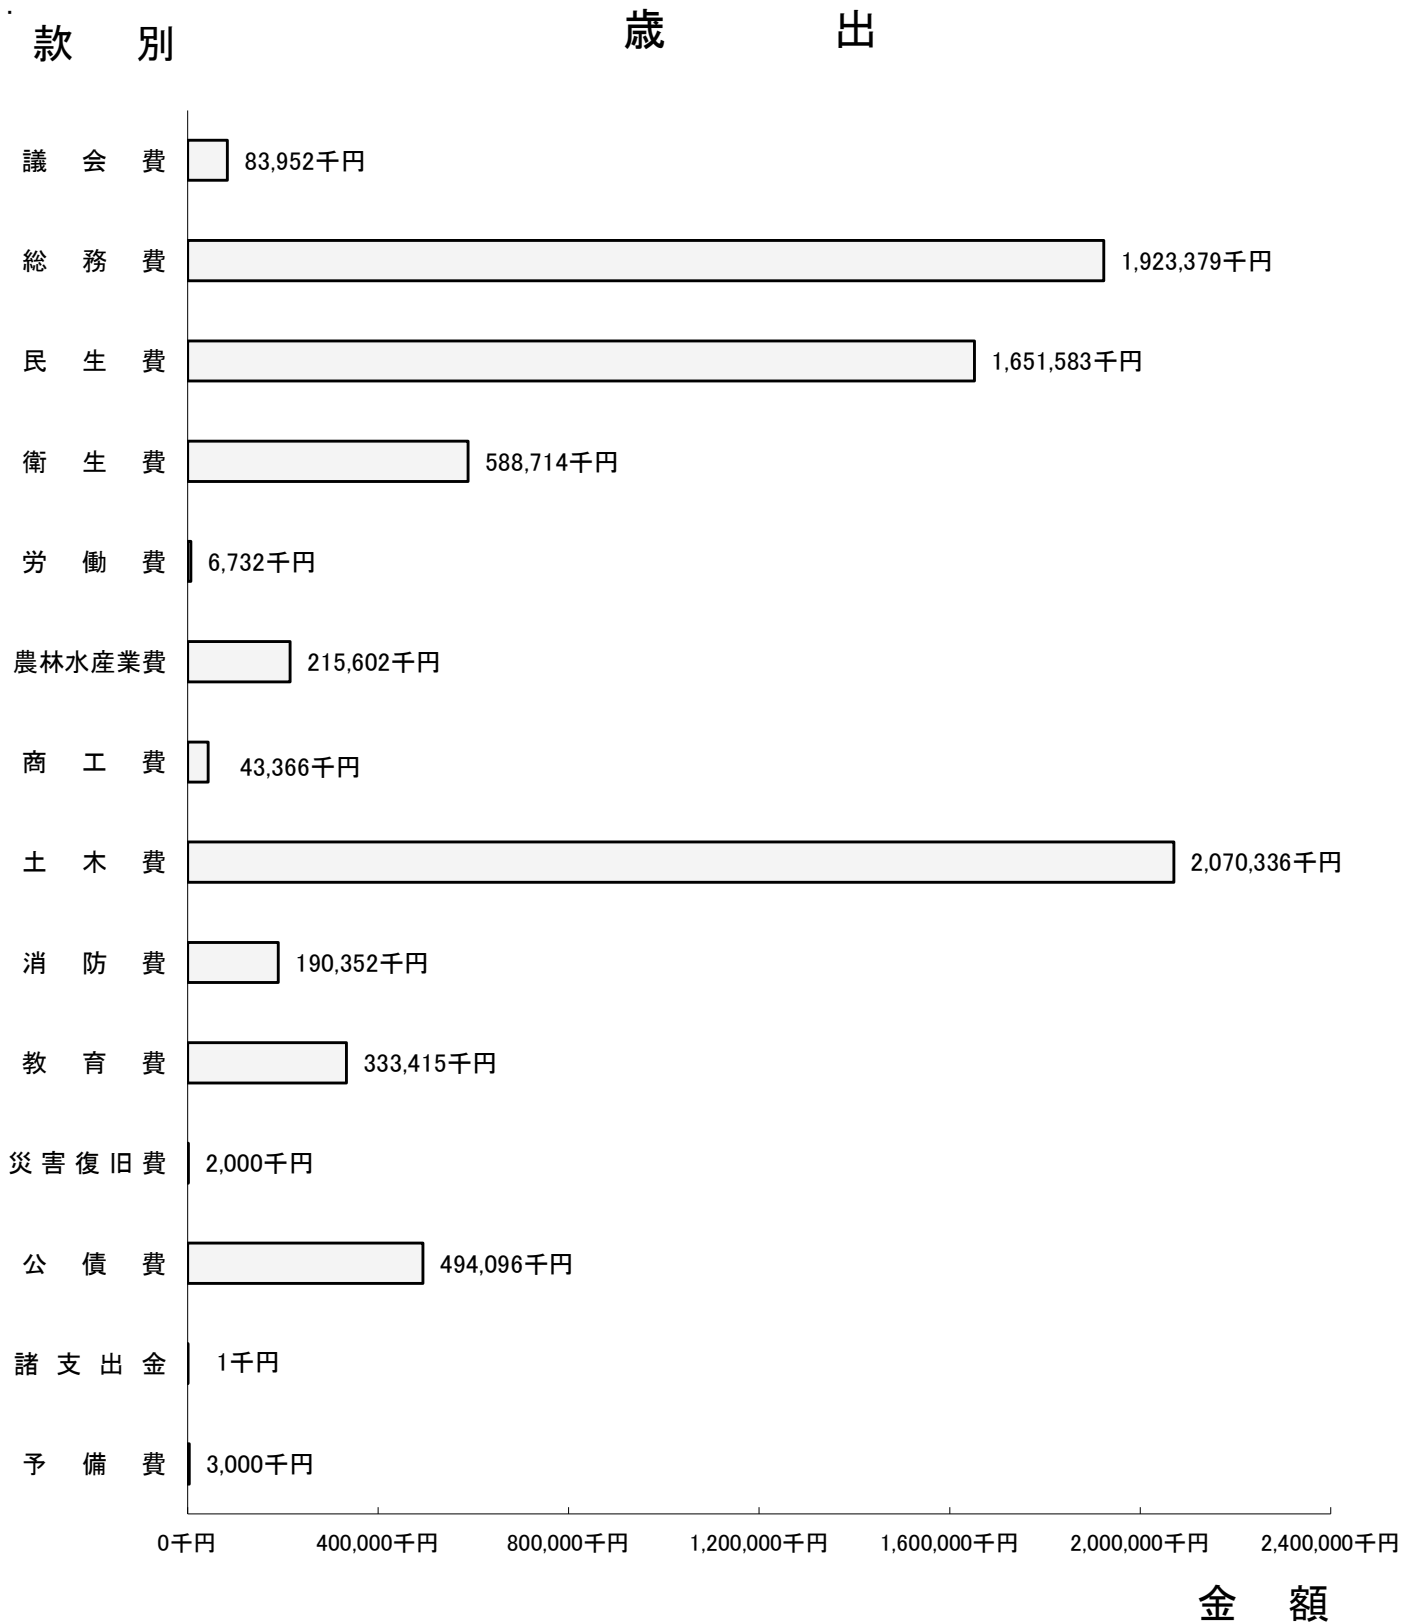 歳出
款別
議会費 83,952千円
総務費 1,923,379千円
民生費 1,651,583千円
衛生費 588,714千円
労働費 6,732千円
農林水産業費 215,602千円
商工費 43,366千円
土木費 2,070,336千円
消防費 190,352千円
教育費 333,415千円
災害復旧費 2,000千円
公債費 494,096千円
諸支出金 1千円
予備費 3,000千円
0千円 400,000千円 800,000千円 1,200,000千円 1,600,000千円 2,000,000千円 2,400,000千円
金額